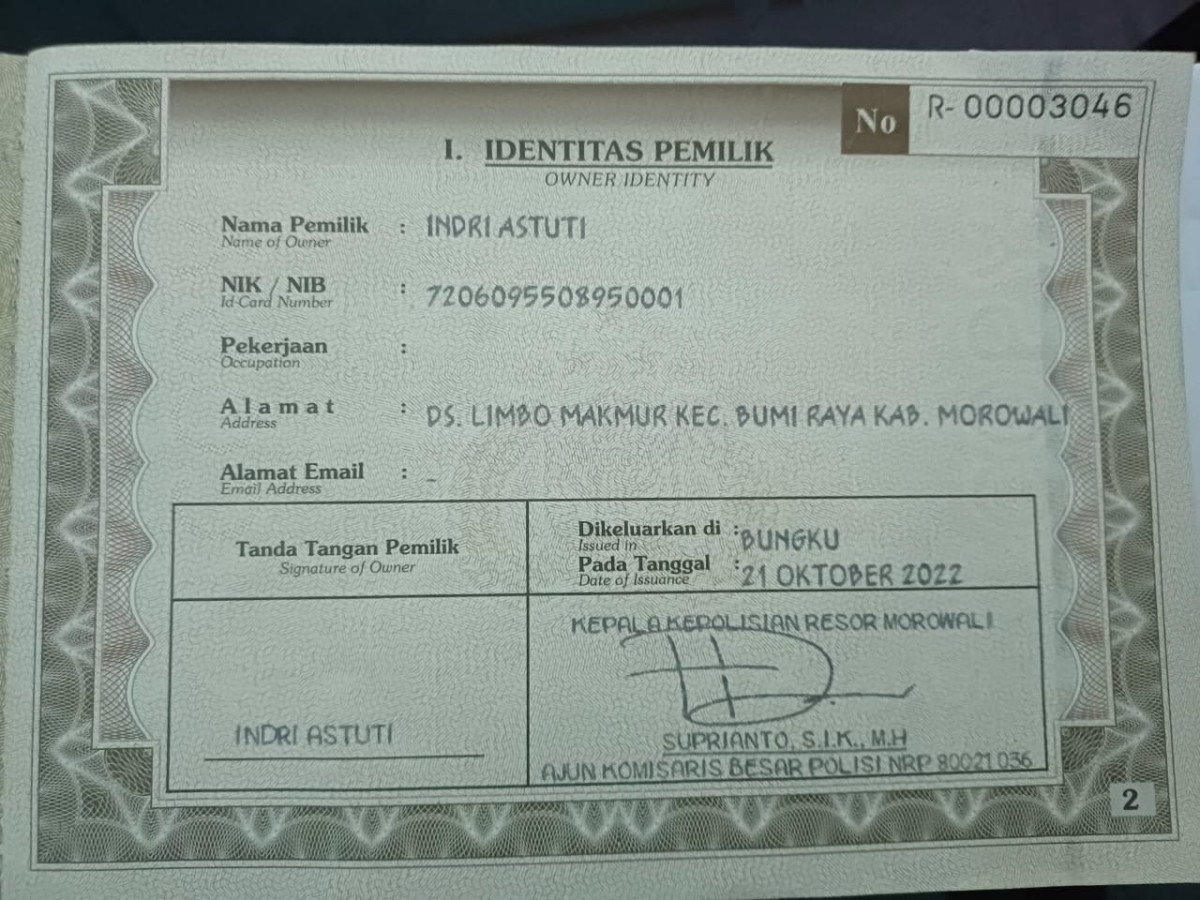 No R-00003046
I. IDENTITAS PEMILIK
OWNER IDENTITY
Nama Pemilik : INDRI ASTUTI
Name of Owner
NIK / NIB : 7206095508950001
Id-Card Number
Pekerjaan :
Occupation
Alamat : DS. LIMBO MAKMUR KEC. BUMI RAYA KAB. MOROWALI
Address
Alamat Email : -
Email Address
Tanda Tangan Pemilik
Signature of Owner
Dikeluarkan di : BUNGKU
Issued in
Pada Tanggal : 21 OKTOBER 2022
Date of Issuance
KEPALA KEPOLISIAN RESOR MOROWALI
INDRI ASTUTI
SUPRIANTO, S.I.K., M.H
AJUN KOMISARIS BESAR POLISI NRP 80021036
2